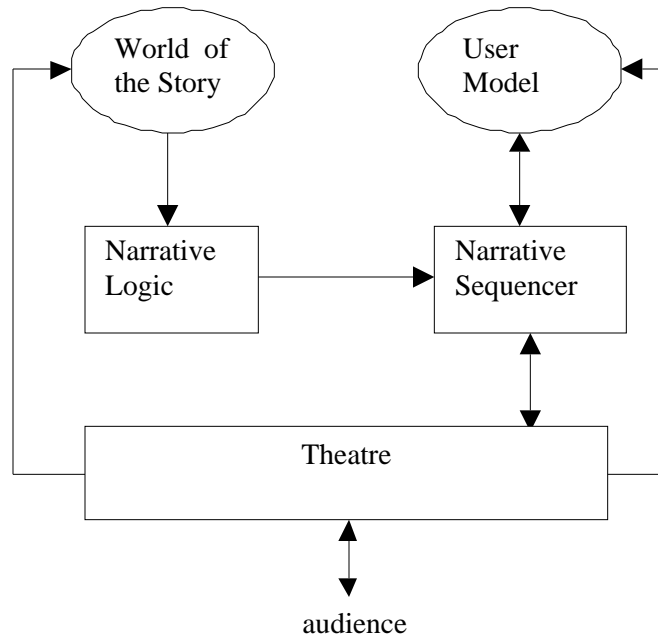 World of
the Story
User
Model
Narrative
Logic
Narrative
Sequencer
Theatre
audience